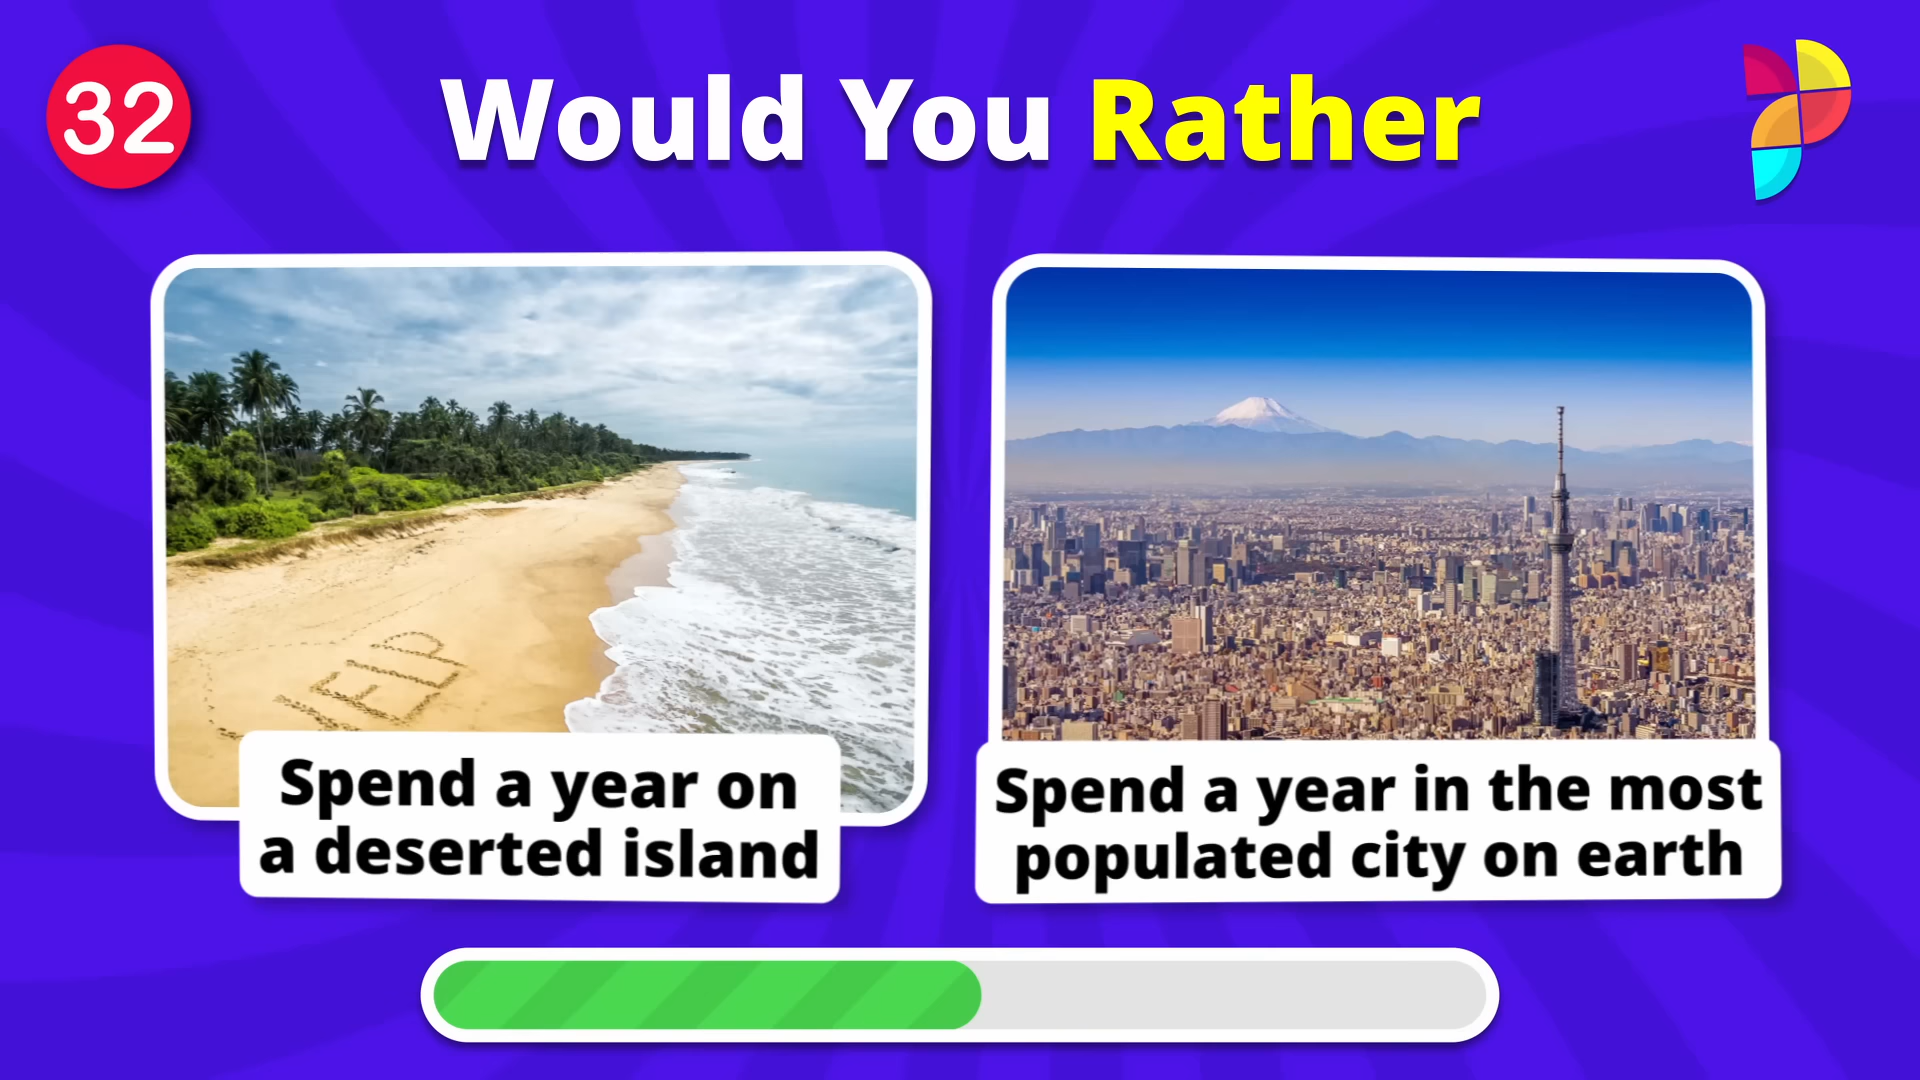 32
Would You Rather
HELP
Spend a year on
a deserted island
Spend a year in the most
populated city on earth